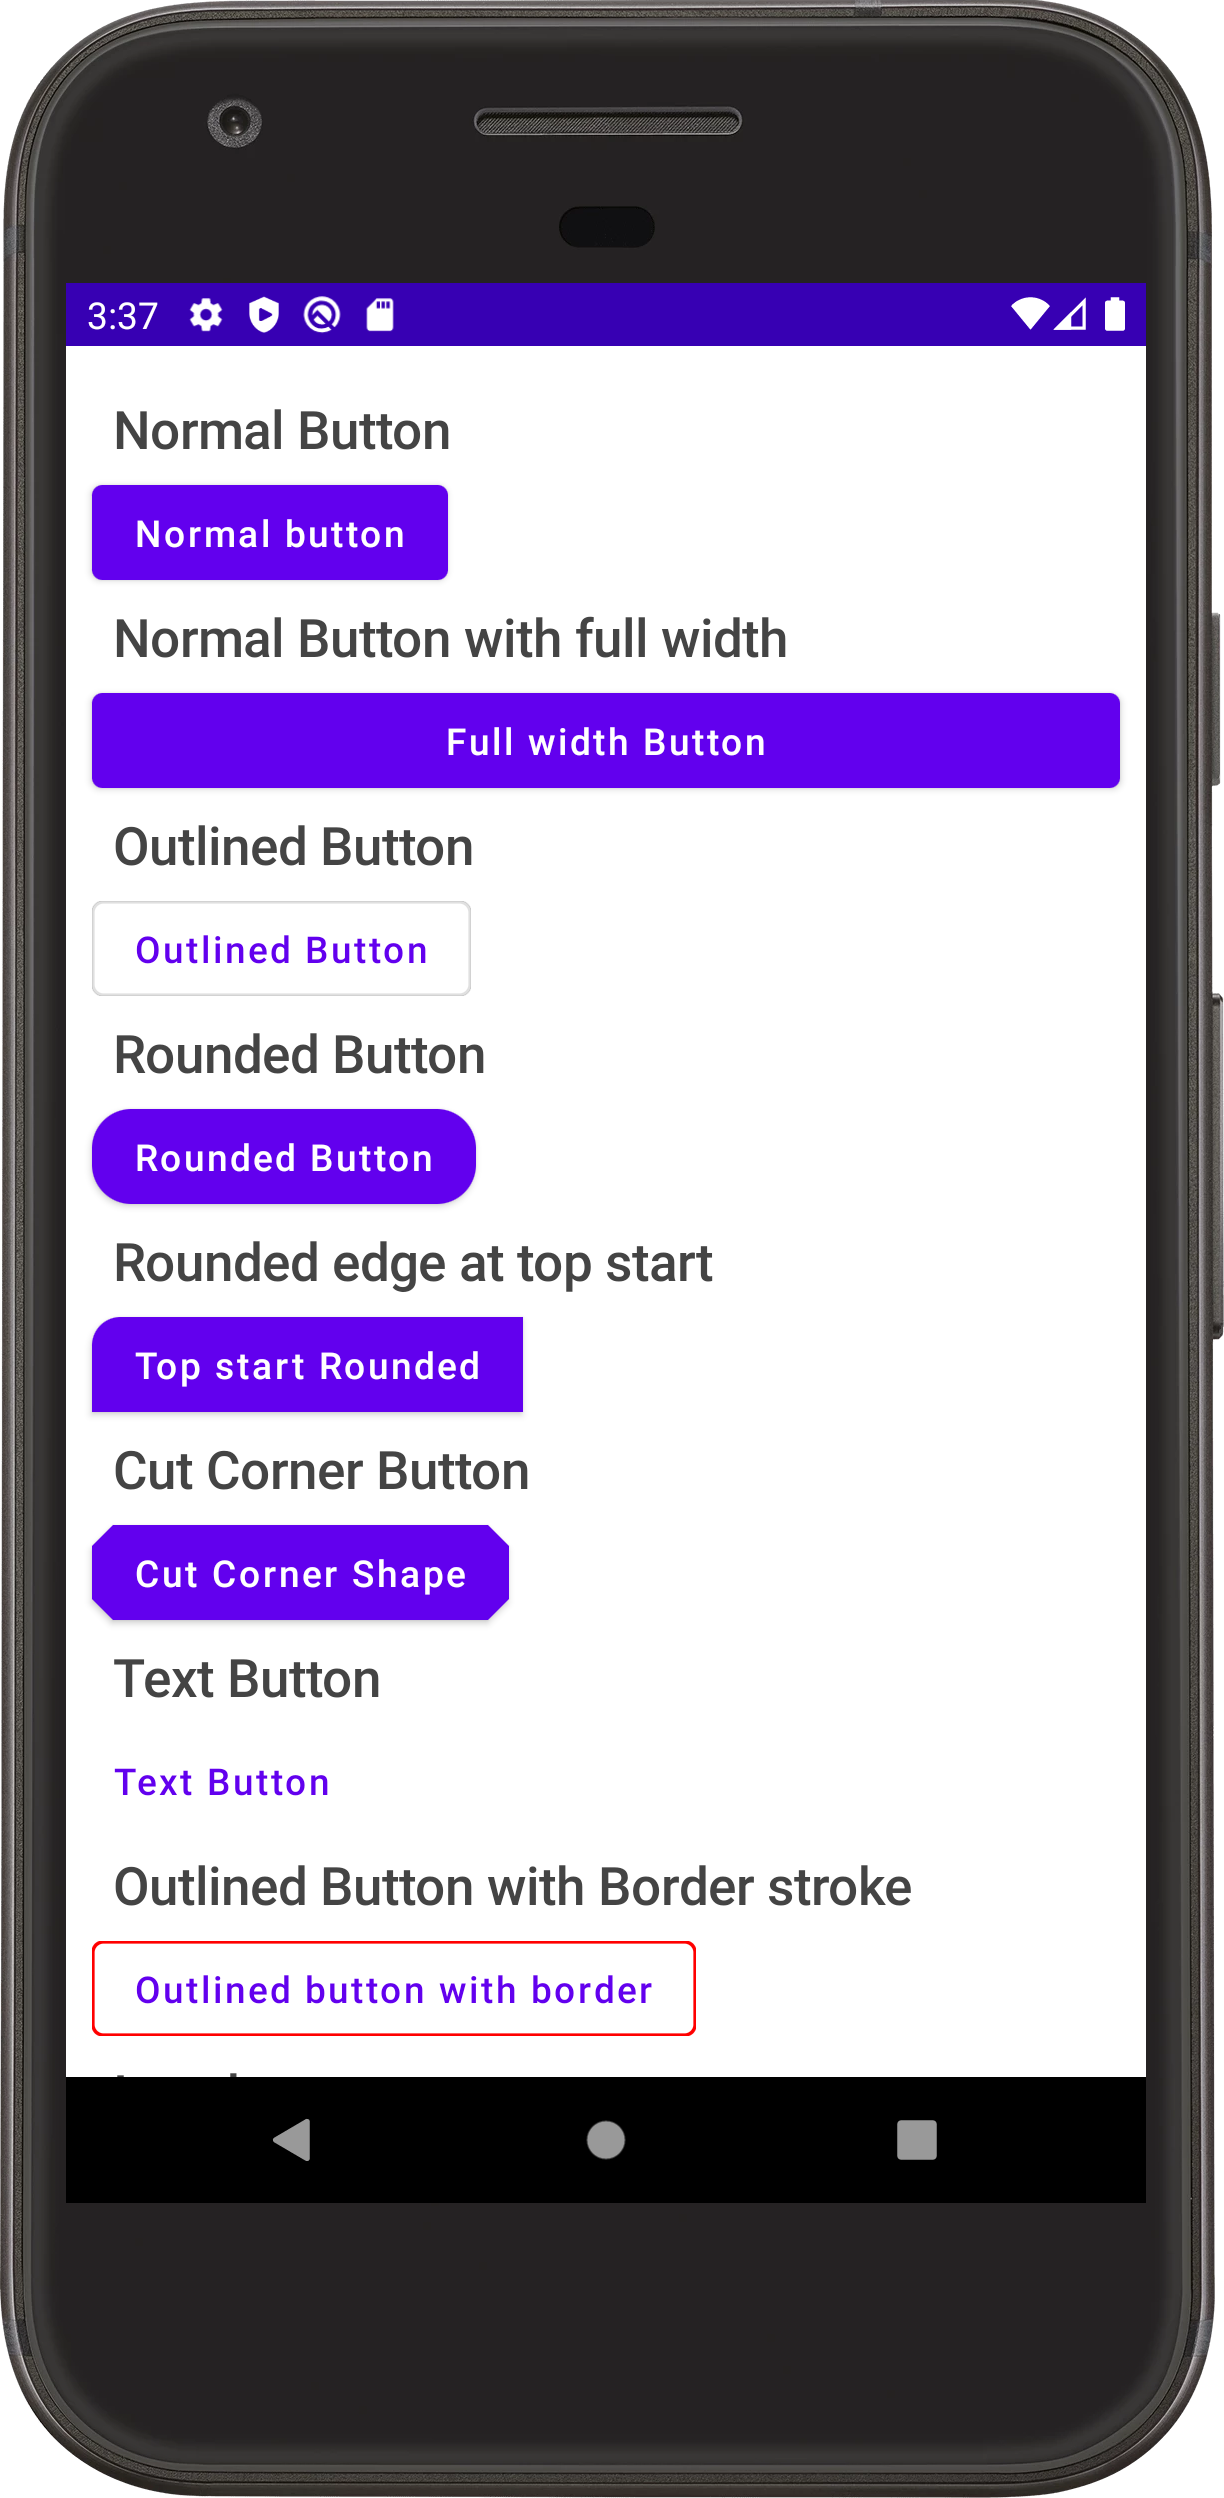 3:37
Normal Button
Normal button
Normal Button with full width
Full width Button
Outlined Button
Outlined Button
Rounded Button
Rounded Button
Rounded edge at top start
Top start Rounded
Cut Corner Button
Cut Corner Shape
Text Button
Text Button
Outlined Button with Border stroke
Outlined button with border